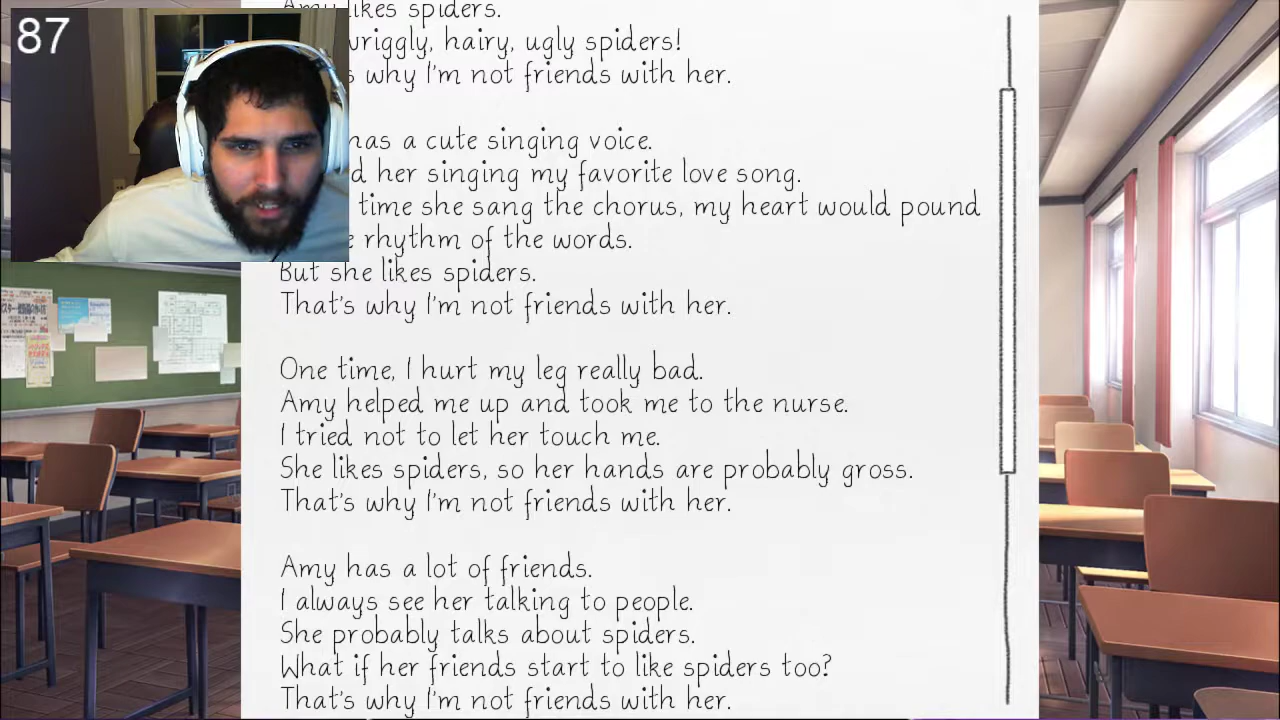 87
likes spiders.
wriggly, hairy, ugly spiders!
why I'm not friends with her.
has a cute singing voice.
her singing my favorite love song.
time she sang the chorus, my heart would pound
rhythm of the words.
But she likes spiders.
That's why I'm not friends with her.
One time, I hurt my leg really bad.
Amy helped me up and took me to the nurse.
I tried not to let her touch me.
She likes spiders, so her hands are probably gross.
That's why I'm not friends with her.
Amy has a lot of friends.
I always see her talking to people.
She probably talks about spiders.
What if her friends start to like spiders too?
That's why I'm not friends with her.